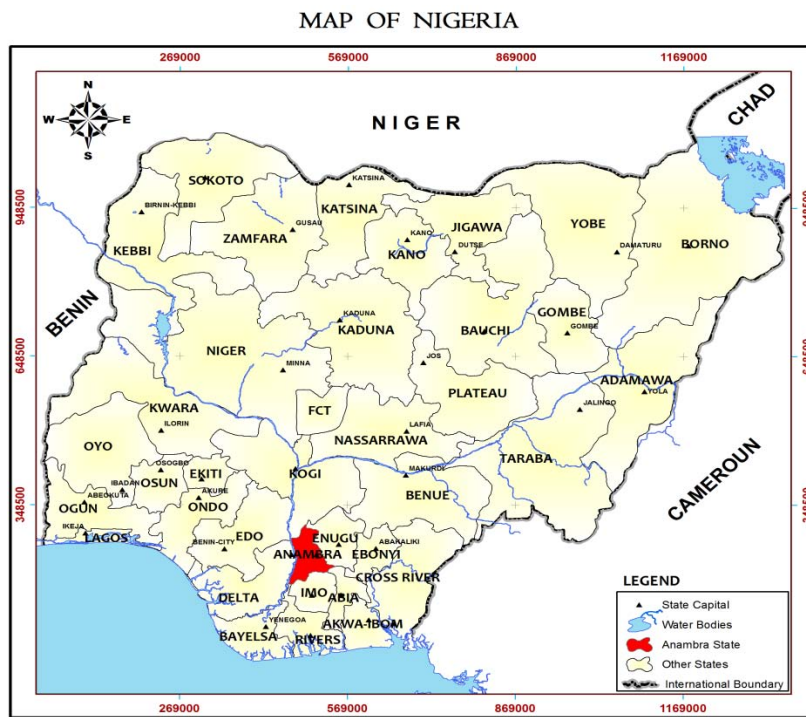 MAP OF NIGERIA
269000 569000 869000 1169000
N
W E
S
NIGER
CHAD
SOKOTO
KATSINA
BIRNIN-KEBBI
KATSINA
948500
GUSAU
JIGAWA
YOBE
ZAMFARA
KANO
KEBBI
KANO
DUTSE
DAMATURU
BORNO
BENIN
KADUNA
KADUNA
BAUCHI
GOMBE
GOMBE
NIGER
648500
648500
MINNA
JOS
PLATEAU
ADAMAWA
YOLA
KWARA
FCT
JALINGO
ILORIN
LAFIA
OYO
NASSARRAWA
TARABA
OSOGBO
EKITI
KOGI
MAKURDI
IBADAN
OSUN
BENUE
CAMEROUN
AKURE
ABEOKUTA
OGUN
ONDO
348500
348500
IKEJA
LAGOS
EDO
BENIN-CITY
ENUGU
ABAKALIKI
ANAMBRA
EBONYI
CROSS RIVER
DELTA
IMO
ABIA
YENEGOA
AKWA-IBOM
BAYELSA
RIVERS
LEGEND
State Capital
Water Bodies
Anambra State
Other States
International Boundary
269000 569000 869000 1169000